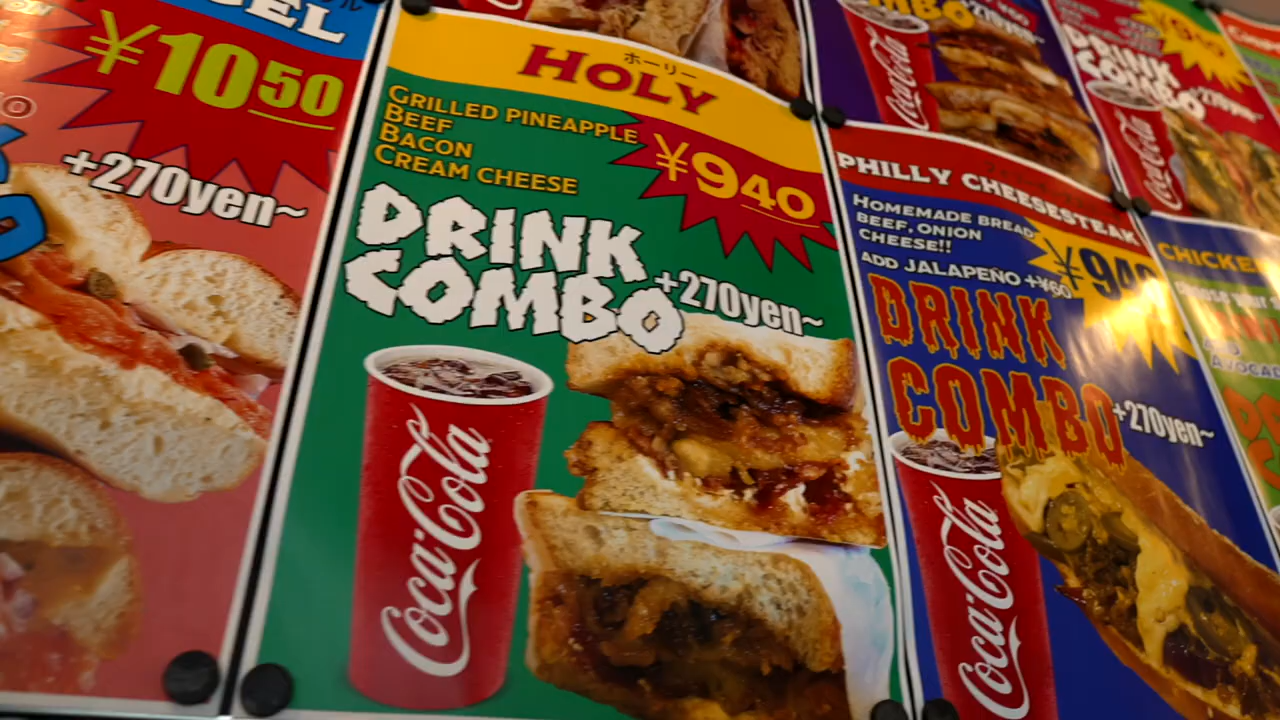 ¥1050
+270yen~
ホーリー
HOLY
GRILLED PINEAPPLE
BEEF
BACON
CREAM CHEESE
¥940
DRINK
COMBO
+270yen~
Coca-Cola
PHILLY CHEESESTEAK
HOMEMADE BREAD
BEEF, ONION
CHEESE!!
ADD JALAPEÑO +¥60
¥940
DRINK
COMBO
+270yen~
Coca-Cola
Coca-Cola
DRINK
COMBO
+270yen~
Coca-Cola